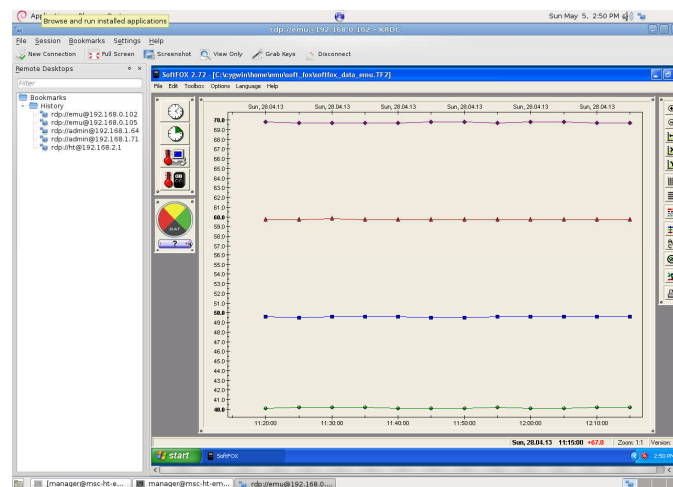 Browse and run installed applications
Sun May 5, 2:50 PM
rdp://emu@192.168.0.102 - KRDC
File Session Bookmarks Settings Help
New Connection Full Screen Screenshot View Only Grab Keys Disconnect
Remote Desktops
Filter
Bookmarks
History
rdp://emu@192.168.0.102
rdp://emu@192.168.0.105
rdp://admin@192.168.1.64
rdp://admin@192.168.1.71
rdp://ht@192.168.2.1
SoftFOX 2.72 - [C:\cygwin\home\emu\soft_fox\softfox_data_emu.TF2]
File Edit Toolbox Options Language Help
BAT
?
Sun, 28.04.13 Sun, 28.04.13 Sun, 28.04.13 Sun, 28.04.13 Sun, 28.04.13 Sun, 28.04.13
70.0
69.0
68.0
67.0
66.0
65.0
64.0
63.0
62.0
61.0
60.0
59.0
58.0
57.0
56.0
55.0
54.0
53.0
52.0
51.0
50.0
49.0
48.0
47.0
46.0
45.0
44.0
43.0
42.0
41.0
40.0
11:20:00 11:30:00 11:40:00 11:50:00 12:00:00 12:10:00
Sun, 28.04.13 11:15:00 +67.0 Zoom: 1:1 Version:
start SoftFOX 2:50 PM
[manager@msc-ht-e... manager@msc-ht-em... rdp://emu@192.168.0....